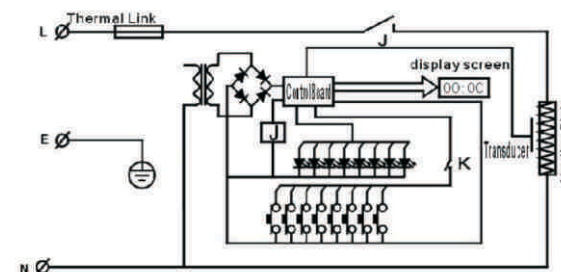 Thermal Link
L
J
display screen
00:0C
ControlBoard
E
J
Transducer
K
N